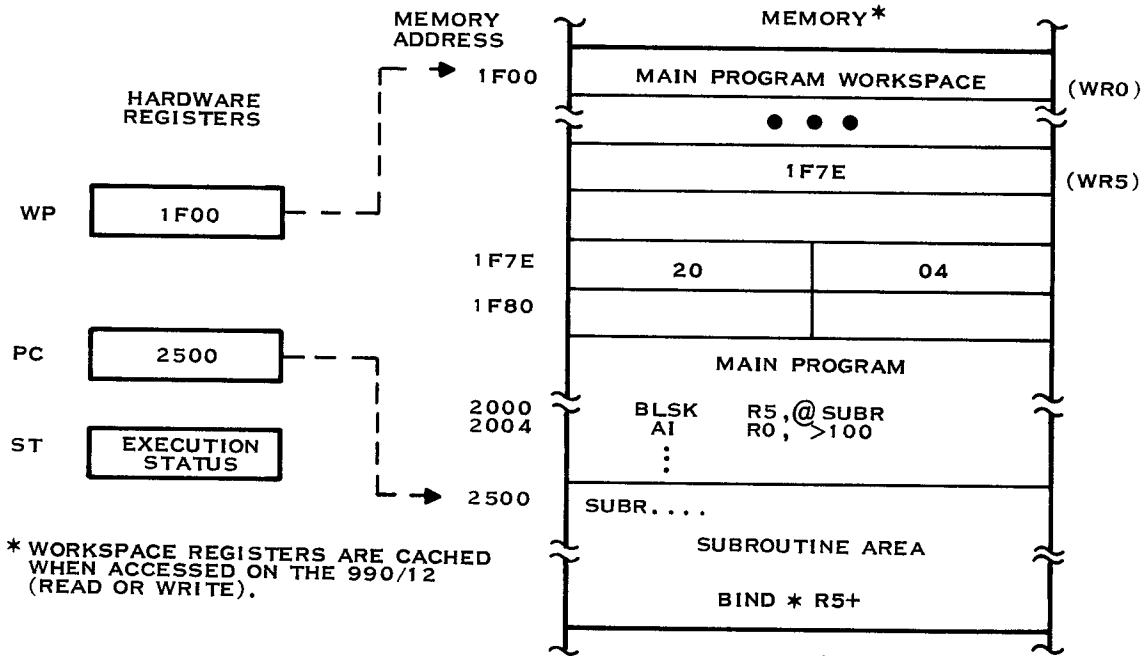 MEMORY
ADDRESS
MEMORY*
1F00
MAIN PROGRAM WORKSPACE
(WR0)
HARDWARE
REGISTERS
● ● ●
1F7E
(WR5)
WP
1F00
1F7E
20
04
1F80
PC
2500
MAIN PROGRAM
2000
BLSK R5,@SUBR
2004
AI R0, >100
ST
EXECUTION
STATUS
2500
SUBR....
* WORKSPACE REGISTERS ARE CACHED
WHEN ACCESSED ON THE 990/12
(READ OR WRITE).
SUBROUTINE AREA
BIND * R5+